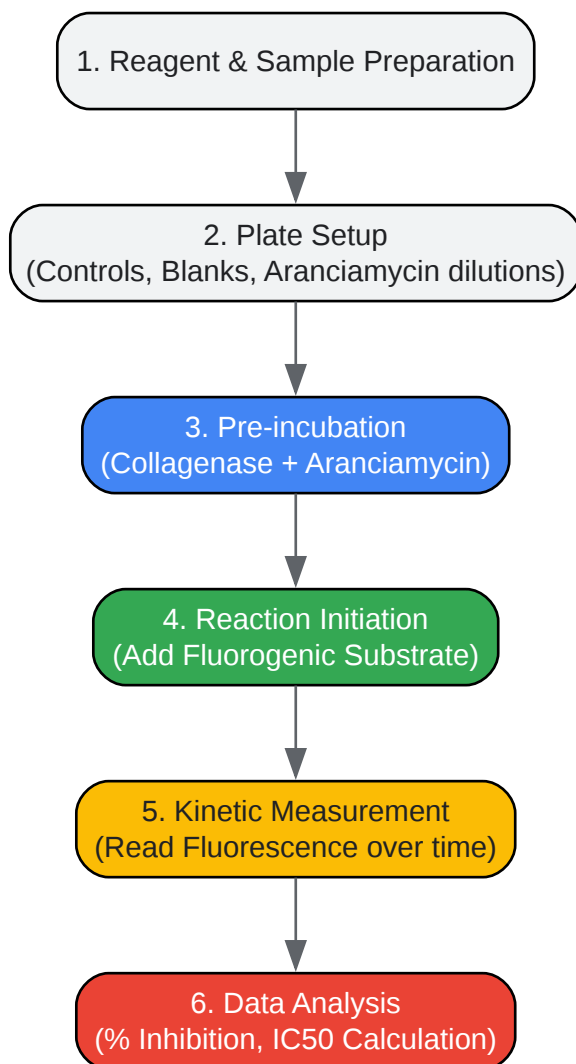 1. Reagent & Sample Preparation
2. Plate Setup
(Controls, Blanks, Aranciamycin dilutions)
3. Pre-incubation
(Collagenase + Aranciamycin)
4. Reaction Initiation
(Add Fluorogenic Substrate)
5. Kinetic Measurement
(Read Fluorescence over time)
6. Data Analysis
(% Inhibition, IC50 Calculation)